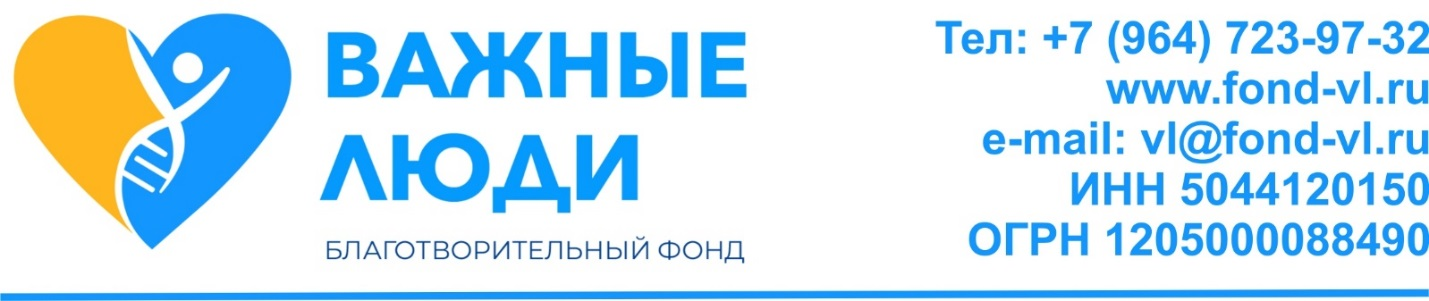 ВАЖНЫЕ
ЛЮДИ
БЛАГОТВОРИТЕЛЬНЫЙ ФОНД
Тел: +7 (964) 723-97-32
www.fond-vl.ru
e-mail: vl@fond-vl.ru
ИНН 5044120150
ОГРН 1205000088490